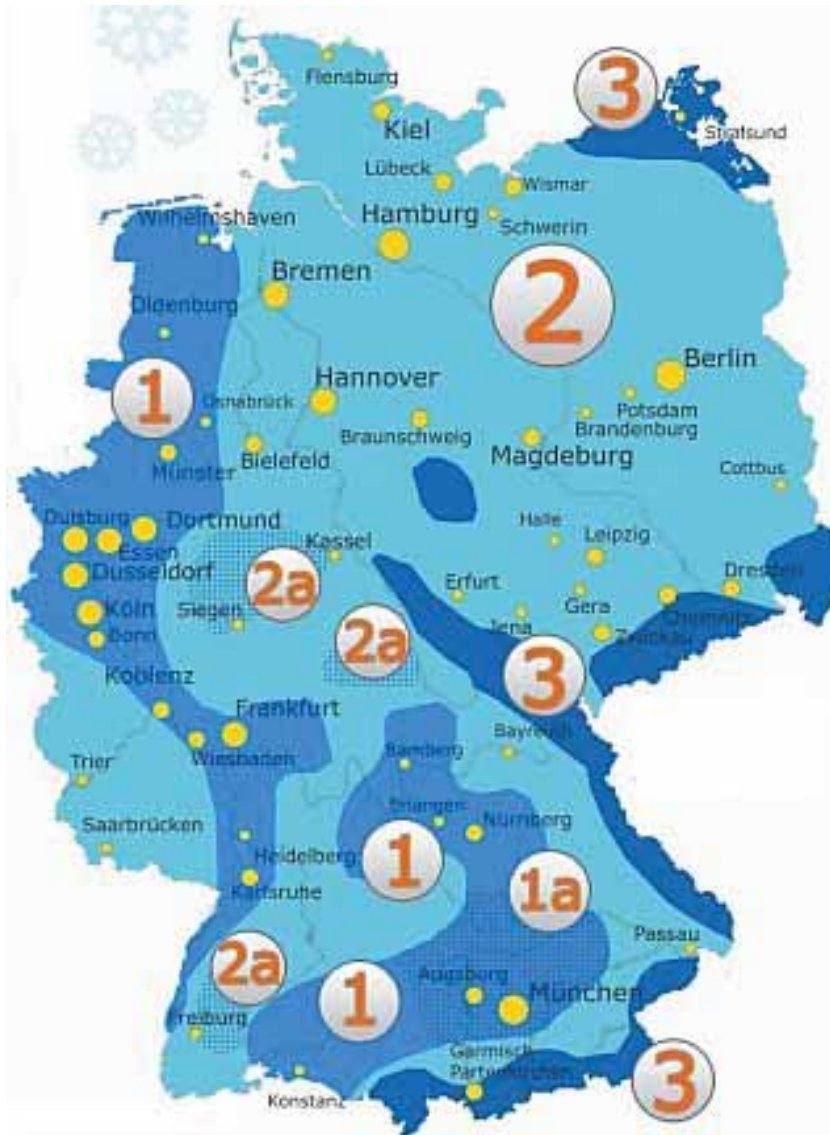 Flensburg
3
Kiel
Stralsund
Lübeck
Wismar
Wilhelmshaven
Hamburg
Schwerin
Bremen
2
Oldenburg
Berlin
1
Hannover
Osnabrück
Potsdam
Braunschweig
Brandenburg
Münster
Bielefeld
Magdeburg
Cottbus
Duisburg
Dortmund
Essen
Kassel
Halle
Leipzig
Düsseldorf
2a
Erfurt
Dresden
Köln
Siegen
Gera
Jena
Chemnitz
Bonn
2a
Zwickau
Koblenz
3
Frankfurt
Bayreuth
Trier
Wiesbaden
Bamberg
Saarbrücken
Erlangen
Nürnberg
Heidelberg
1
Karlsruhe
1a
Passau
2a
Augsburg
1
München
Freiburg
Garmisch
Partenkirchen
3
Konstanz